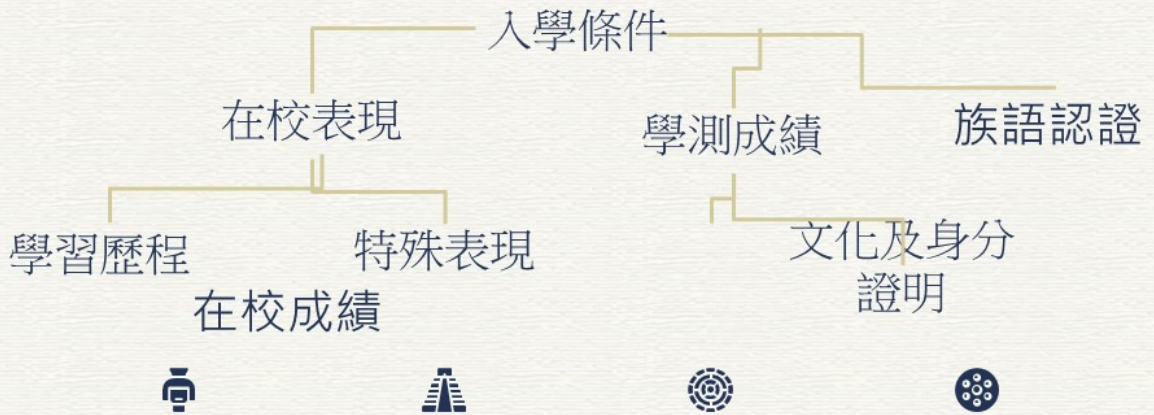 入學條件
在校表現
學測成績
族語認證
學習歷程
特殊表現
文化及身分
證明
在校成績